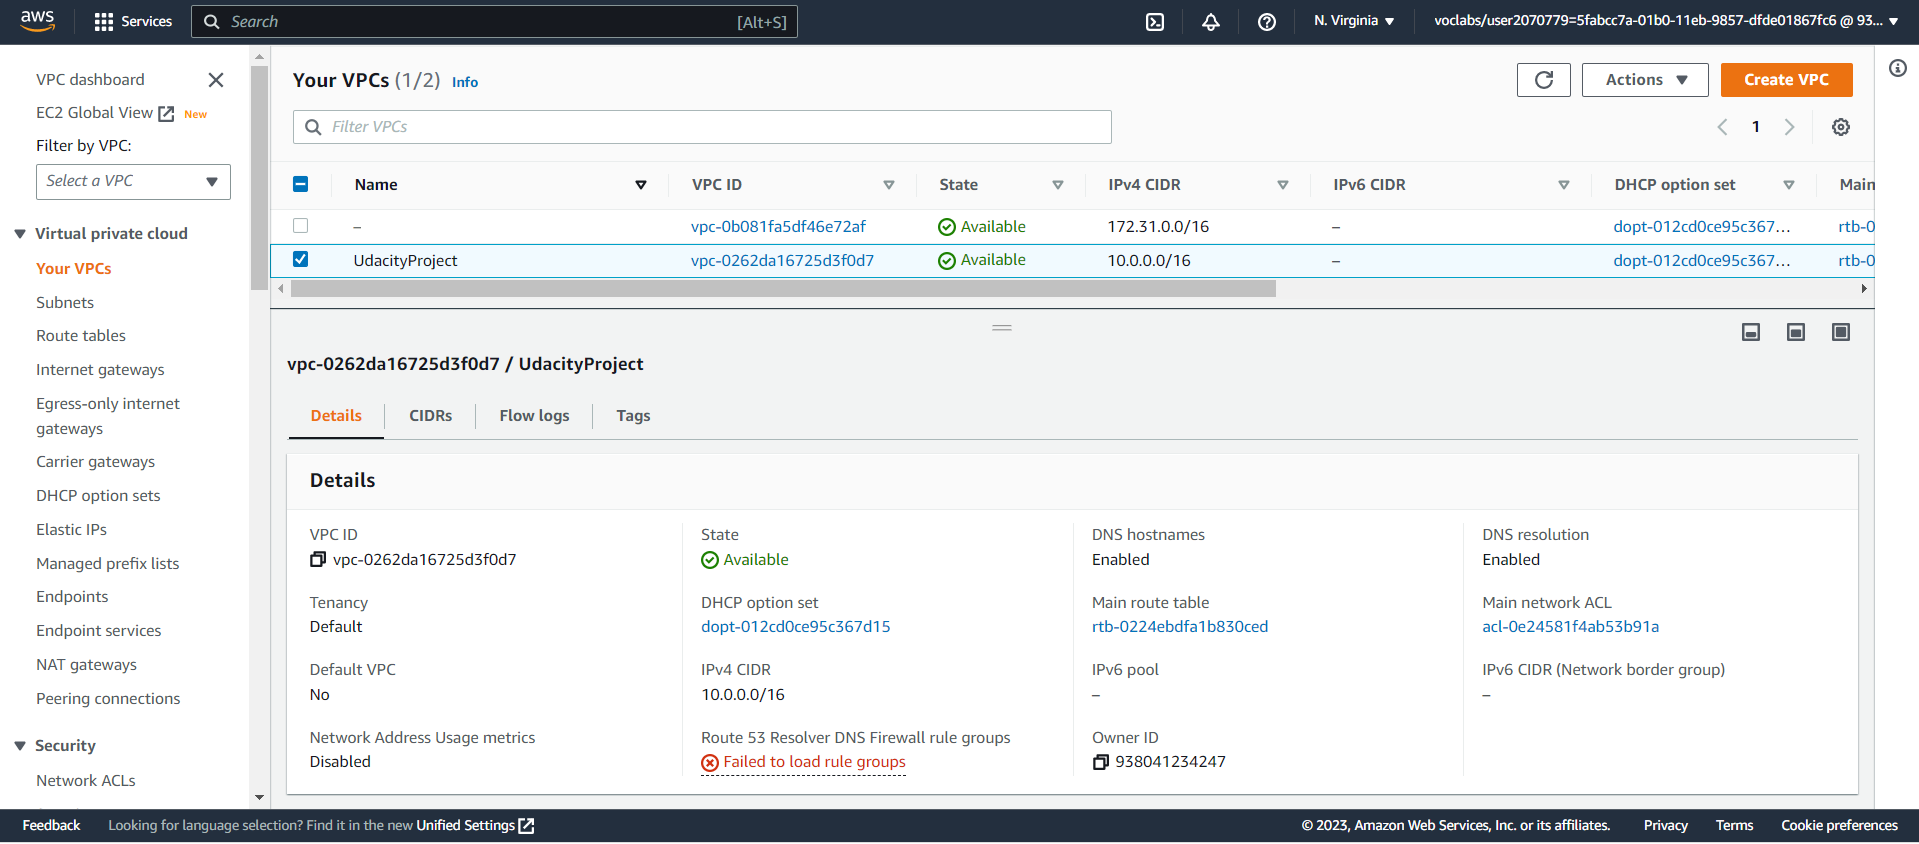 aws
Services
Search
[Alt+S]
N. Virginia
voclabs/user2070779=5fabcc7a-01b0-11eb-9857-dfde01867fc6 @ 93...
VPC dashboard
EC2 Global View New
Filter by VPC:
Select a VPC
Virtual private cloud
Your VPCs
Subnets
Route tables
Internet gateways
Egress-only internet
gateways
Carrier gateways
DHCP option sets
Elastic IPs
Managed prefix lists
Endpoints
Endpoint services
NAT gateways
Peering connections
Security
Network ACLs
Your VPCs (1/2) Info
Actions
Create VPC
Filter VPCs
1
Name VPC ID State IPv4 CIDR IPv6 CIDR DHCP option set Main
– vpc-0b081fa5df46e72af Available 172.31.0.0/16 – dopt-012cd0ce95c367... rtb-0
UdacityProject vpc-0262da16725d3f0d7 Available 10.0.0.0/16 – dopt-012cd0ce95c367... rtb-0
vpc-0262da16725d3f0d7 / UdacityProject
Details CIDRs Flow logs Tags
Details
VPC ID
vpc-0262da16725d3f0d7
State
Available
DNS hostnames
Enabled
DNS resolution
Enabled
Tenancy
Default
DHCP option set
dopt-012cd0ce95c367d15
Main route table
rtb-0224ebdfa1b830ced
Main network ACL
acl-0e24581f4ab53b91a
Default VPC
No
IPv4 CIDR
10.0.0.0/16
IPv6 pool
–
IPv6 CIDR (Network border group)
–
Network Address Usage metrics
Disabled
Route 53 Resolver DNS Firewall rule groups
Failed to load rule groups
Owner ID
938041234247
Feedback Looking for language selection? Find it in the new Unified Settings © 2023, Amazon Web Services, Inc. or its affiliates. Privacy Terms Cookie preferences